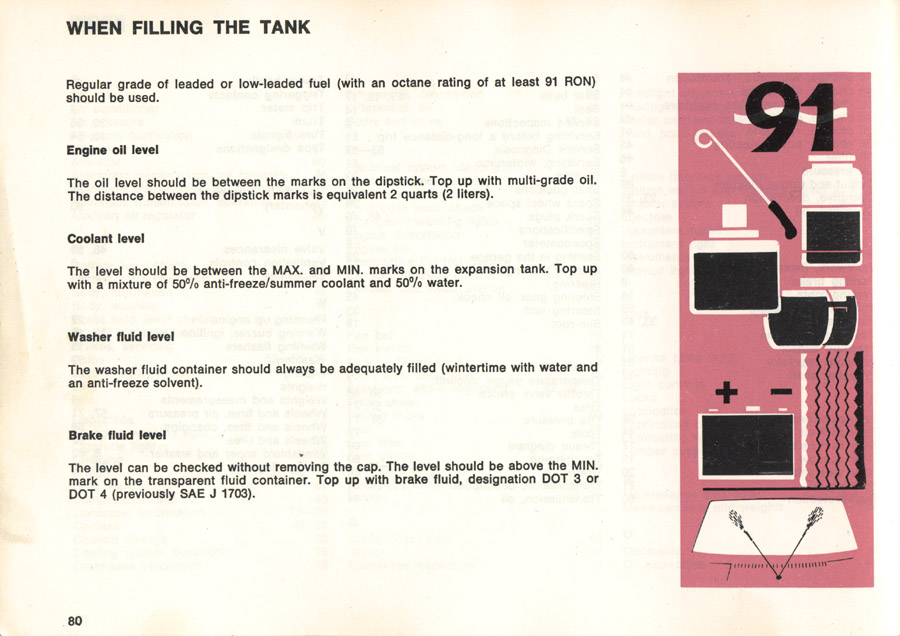 WHEN FILLING THE TANK
Regular grade of leaded or low-leaded fuel (with an octane rating of at least 91 RON)
should be used.
Engine oil level
The oil level should be between the marks on the dipstick. Top up with multi-grade oil.
The distance between the dipstick marks is equivalent 2 quarts (2 liters).
Coolant level
The level should be between the MAX. and MIN. marks on the expansion tank. Top up
with a mixture of 50% anti-freeze/summer coolant and 50% water.
Washer fluid level
The washer fluid container should always be adequately filled (wintertime with water and
an anti-freeze solvent).
Brake fluid level
The level can be checked without removing the cap. The level should be above the MIN.
mark on the transparent fluid container. Top up with brake fluid, designation DOT 3 or
DOT 4 (previously SAE J 1703).
80
91
+ −